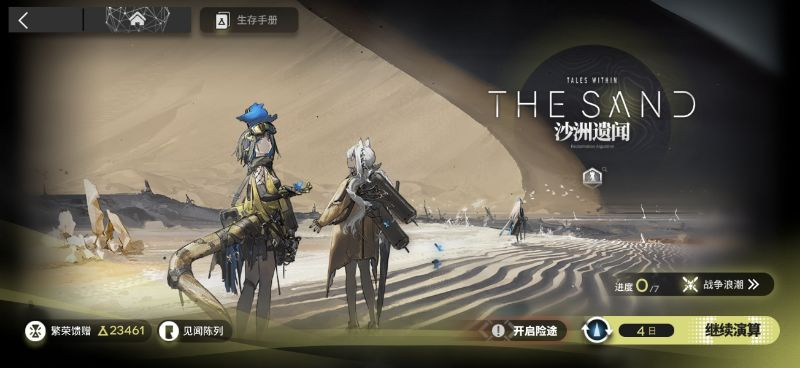 生存手册
TALES WITHIN
THE SAND
沙洲遗闻
Reclamation Algorithm
进度 0/7
战争浪潮
繁荣馈赠 23461
见闻陈列
开启险途
4日
继续演算